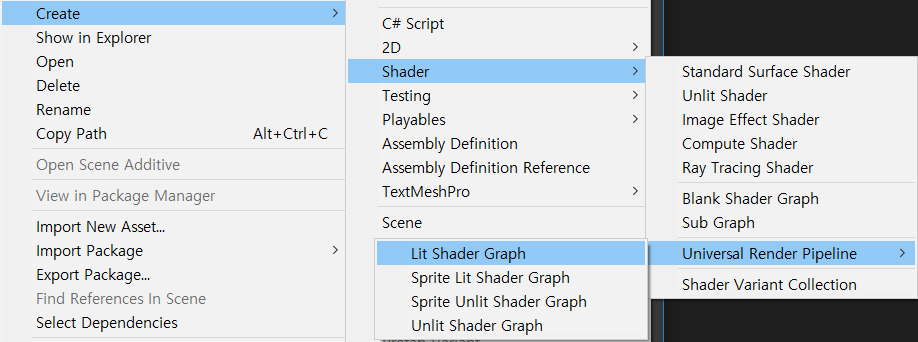 Create
Show in Explorer
Open
Delete
Rename
Copy Path Alt+Ctrl+C
Open Scene Additive
View in Package Manager
Import New Asset...
Import Package
Export Package...
Find References In Scene
Select Dependencies
C# Script
2D
Shader
Testing
Playables
Assembly Definition
Assembly Definition Reference
TextMeshPro
Scene
Standard Surface Shader
Unlit Shader
Image Effect Shader
Compute Shader
Ray Tracing Shader
Blank Shader Graph
Sub Graph
Universal Render Pipeline
Shader Variant Collection
Lit Shader Graph
Sprite Lit Shader Graph
Sprite Unlit Shader Graph
Unlit Shader Graph